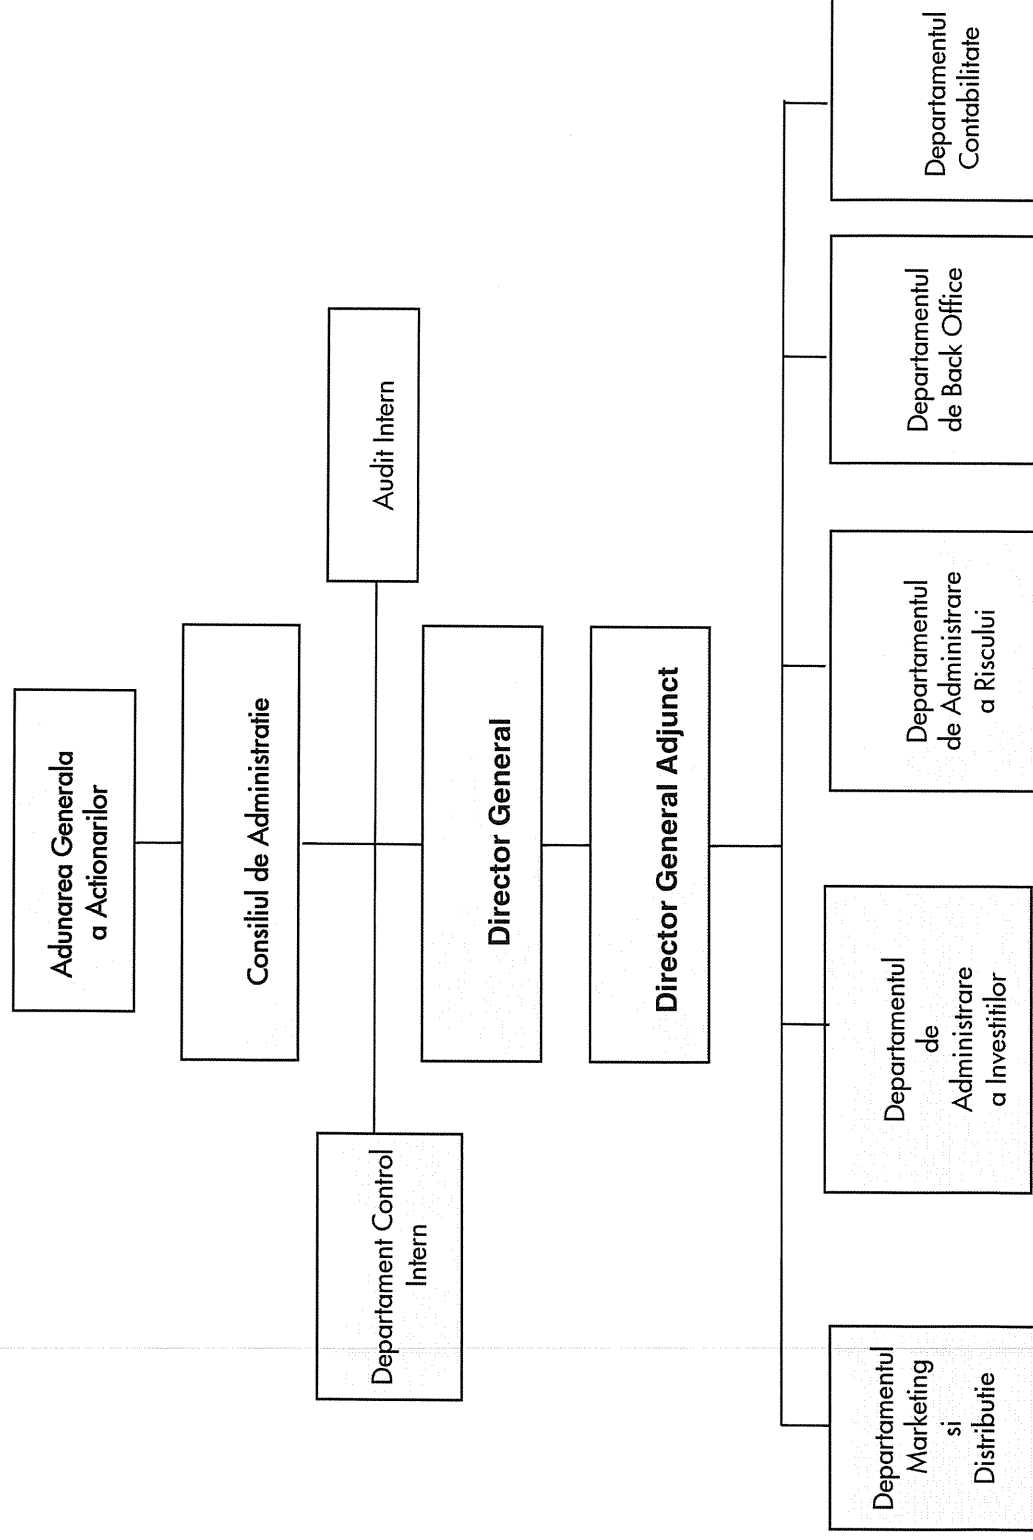 Adunarea Generala
a Actionarilor
Consiliul de Administratie
Departament Control
Intern
Audit Intern
Director General
Director General Adjunct
Departamentul
Marketing
si
Distributie
Departamentul
de
Administrare
a Investitilor
Departamentul
de Administrare
a Riscului
Departamentul
de Back Office
Departamentul
Contabilitate